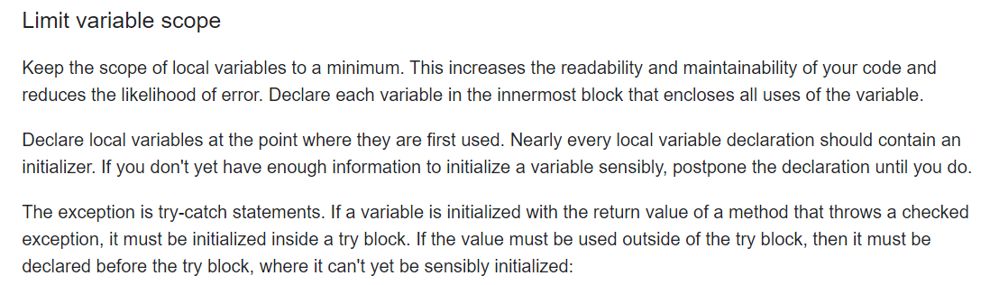 Limit variable scope
Keep the scope of local variables to a minimum. This increases the readability and maintainability of your code and
reduces the likelihood of error. Declare each variable in the innermost block that encloses all uses of the variable.
Declare local variables at the point where they are first used. Nearly every local variable declaration should contain an
initializer. If you don't yet have enough information to initialize a variable sensibly, postpone the declaration until you do.
The exception is try-catch statements. If a variable is initialized with the return value of a method that throws a checked
exception, it must be initialized inside a try block. If the value must be used outside of the try block, then it must be
declared before the try block, where it can't yet be sensibly initialized: